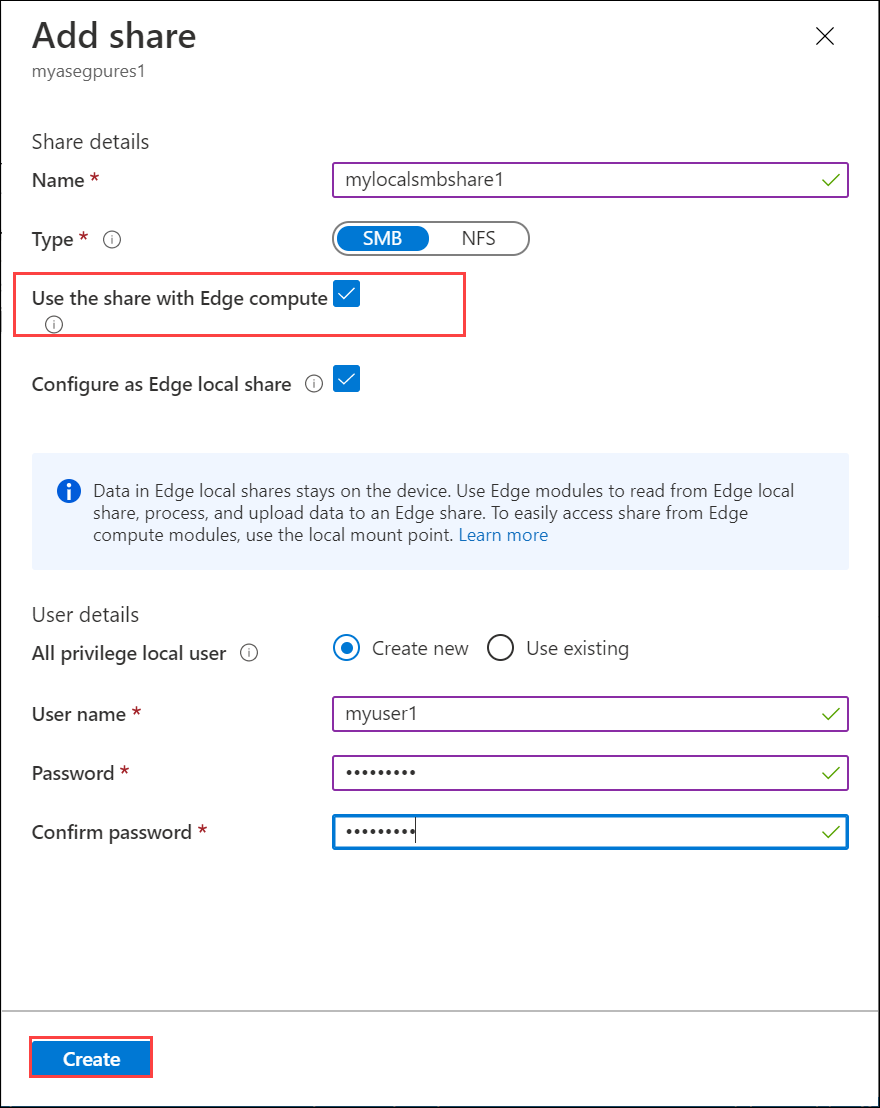 Add share
myasegpures1
Share details
Name *
mylocalsmbshare1
Type *
SMB NFS
Use the share with Edge compute
Configure as Edge local share
Data in Edge local shares stays on the device. Use Edge modules to read from Edge local
share, process, and upload data to an Edge share. To easily access share from Edge
compute modules, use the local mount point. Learn more
User details
All privilege local user
Create new Use existing
User name *
myuser1
Password *
•••••••••
Confirm password *
•••••••••
Create